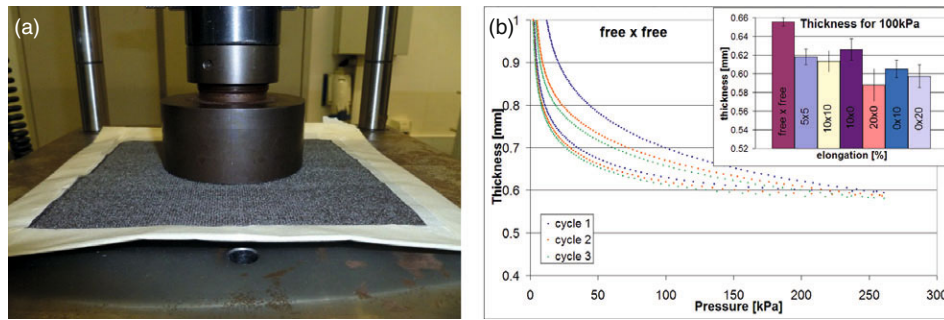 (a)
(b)
free x free
Thickness [mm]
1
0.9
0.8
0.7
0.6
0.5
0.4
0
50
100
150
200
250
300
Pressure [kPa]
cycle 1
cycle 2
cycle 3
Thickness for 100kPa
thickness [mm]
0.66
0.64
0.62
0.60
0.58
0.56
0.54
0.52
free x free
5x5
10x10
10x0
20x0
0x10
0x20
elongation [%]